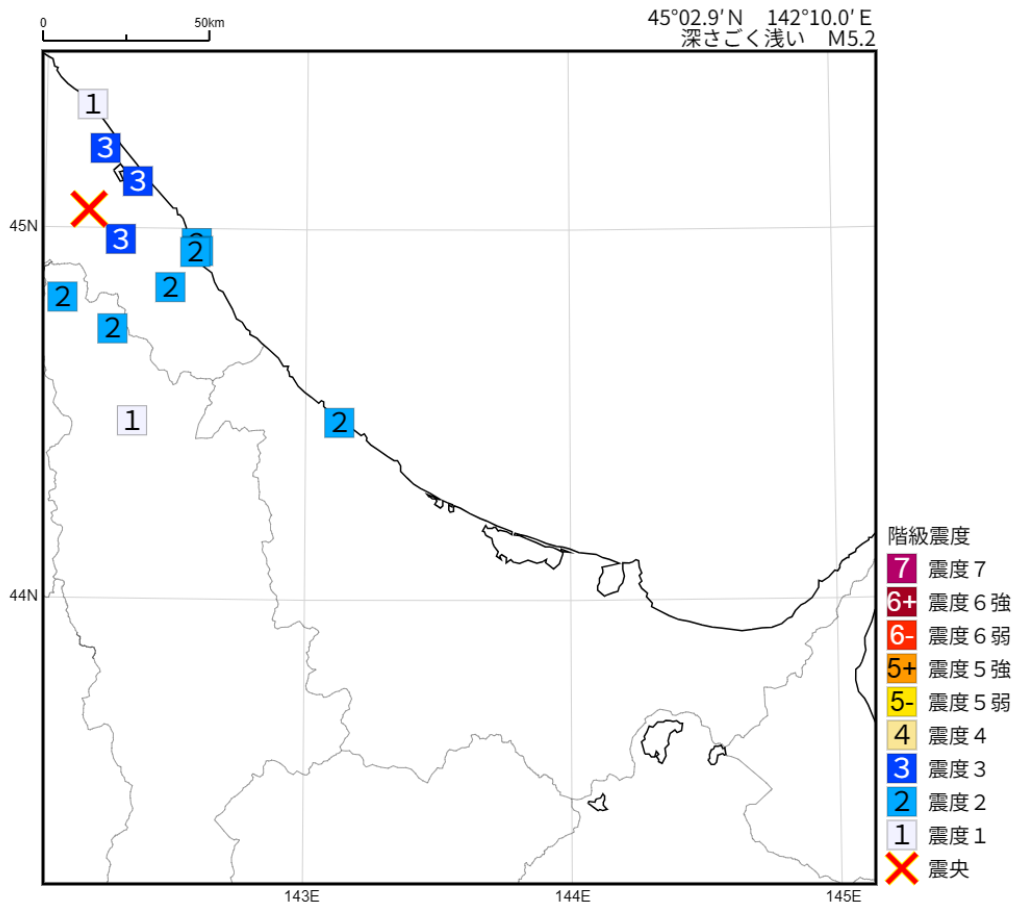 0 50km
45°02.9′N 142°10.0′E
深さごく浅い M5.2
1
3
3
45N
3
2
2
2
2
1
2
階級震度
7 震度7
6+ 震度6強
6- 震度6弱
5+ 震度5強
5- 震度5弱
4 震度4
3 震度3
2 震度2
1 震度1
震央
44N
143E 144E 145E